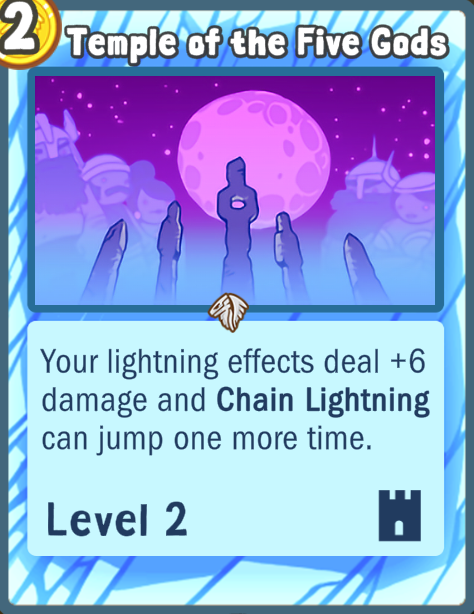 2
Temple of the Five Gods
Your lightning effects deal +6
damage and Chain Lightning
can jump one more time.
Level 2